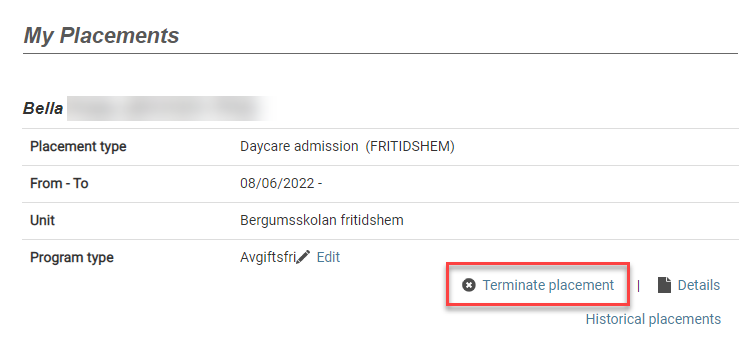 My Placements
Bella
Placement type Daycare admission (FRITIDSHEM)
From - To 08/06/2022 -
Unit Bergumsskolan fritidshem
Program type Avgiftsfri Edit
Terminate placement | Details
Historical placements